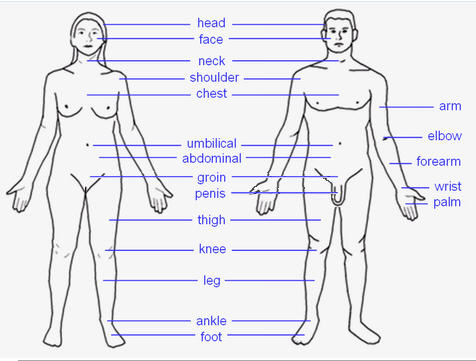 head
face
neck
shoulder
chest
arm
elbow
umbilical
abdominal
forearm
groin
wrist
penis
palm
thigh
knee
leg
ankle
foot